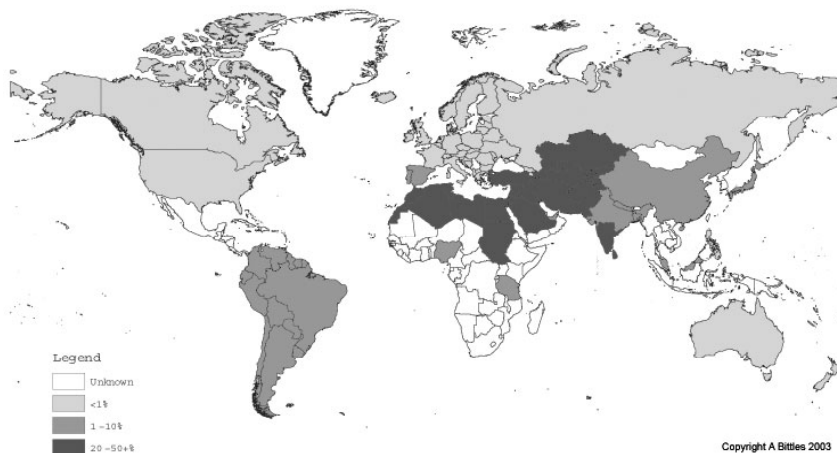 Legend
Unknown
<1%
1-10%
20-50+%
Copyright A Bittles 2003